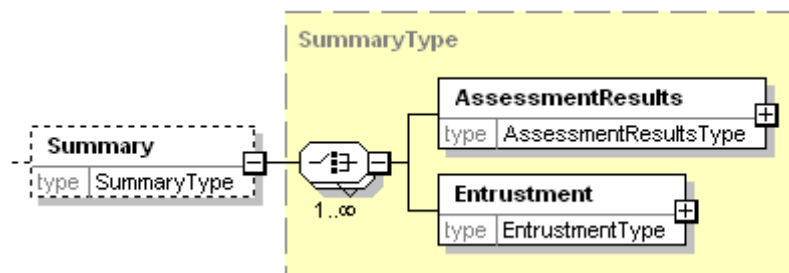 SummaryType
AssessmentResults
type AssessmentResultsType
Summary
type SummaryType
1..∞
Entrustment
type EntrustmentType